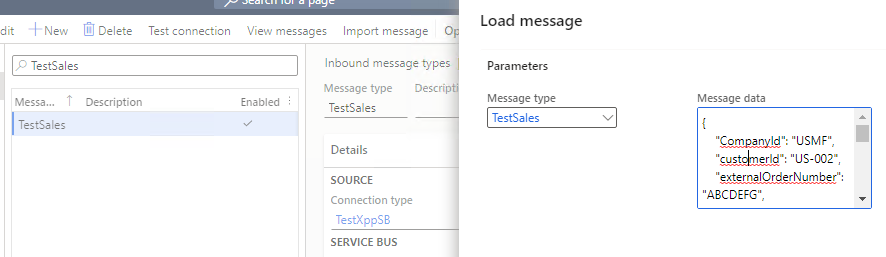 Search for a page
Load message
dit New Delete Test connection View messages Import message Op
Parameters
TestSales
Inbound message types
Message type
Message data
Messa... Description Enabled
Message type Descriptio
TestSales
TestSales
TestSales
{
"CompanyId": "USMF",
"customerId": "US-002",
"externalOrderNumber":
"ABCDEFG",
Details
SOURCE
Connection type
TestXppSB
SERVICE BUS